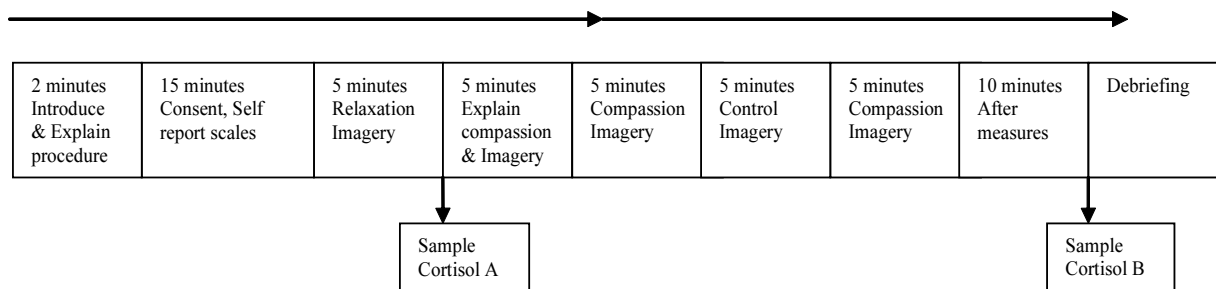 2 minutes
Introduce
& Explain
procedure
15 minutes
Consent, Self
report scales
5 minutes
Relaxation
Imagery
5 minutes
Explain
compassion
& Imagery
5 minutes
Compassion
Imagery
5 minutes
Control
Imagery
5 minutes
Compassion
Imagery
10 minutes
After
measures
Debriefing
Sample
Cortisol A
Sample
Cortisol B